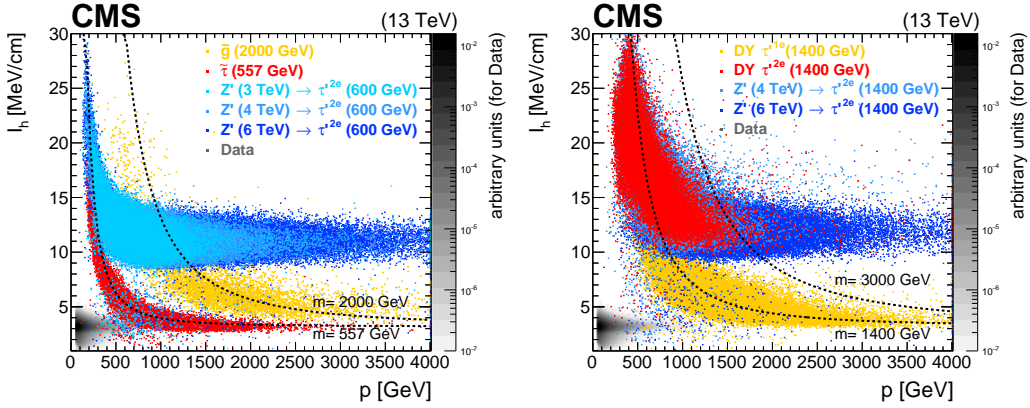 CMS (13 TeV)
g̃ (2000 GeV)
τ̃ (557 GeV)
Z' (3 TeV) → τ'²ᵉ (600 GeV)
Z' (4 TeV) → τ'²ᵉ (600 GeV)
Z' (6 TeV) → τ'²ᵉ (600 GeV)
Data
I_h [MeV/cm]
30
25
20
15
10
5
m= 2000 GeV
m= 557 GeV
0 500 1000 1500 2000 2500 3000 3500 4000
p [GeV]
10⁻²
10⁻³
10⁻⁴
10⁻⁵
10⁻⁶
10⁻⁷
arbitrary units (for Data)
CMS (13 TeV)
DY τ'¹ᵉ (1400 GeV)
DY τ'²ᵉ (1400 GeV)
Z' (4 TeV) → τ'²ᵉ (1400 GeV)
Z' (6 TeV) → τ'²ᵉ (1400 GeV)
Data
I_h [MeV/cm]
30
25
20
15
10
5
m= 3000 GeV
m= 1400 GeV
0 500 1000 1500 2000 2500 3000 3500 4000
p [GeV]
10⁻²
10⁻³
10⁻⁴
10⁻⁵
10⁻⁶
10⁻⁷
arbitrary units (for Data)